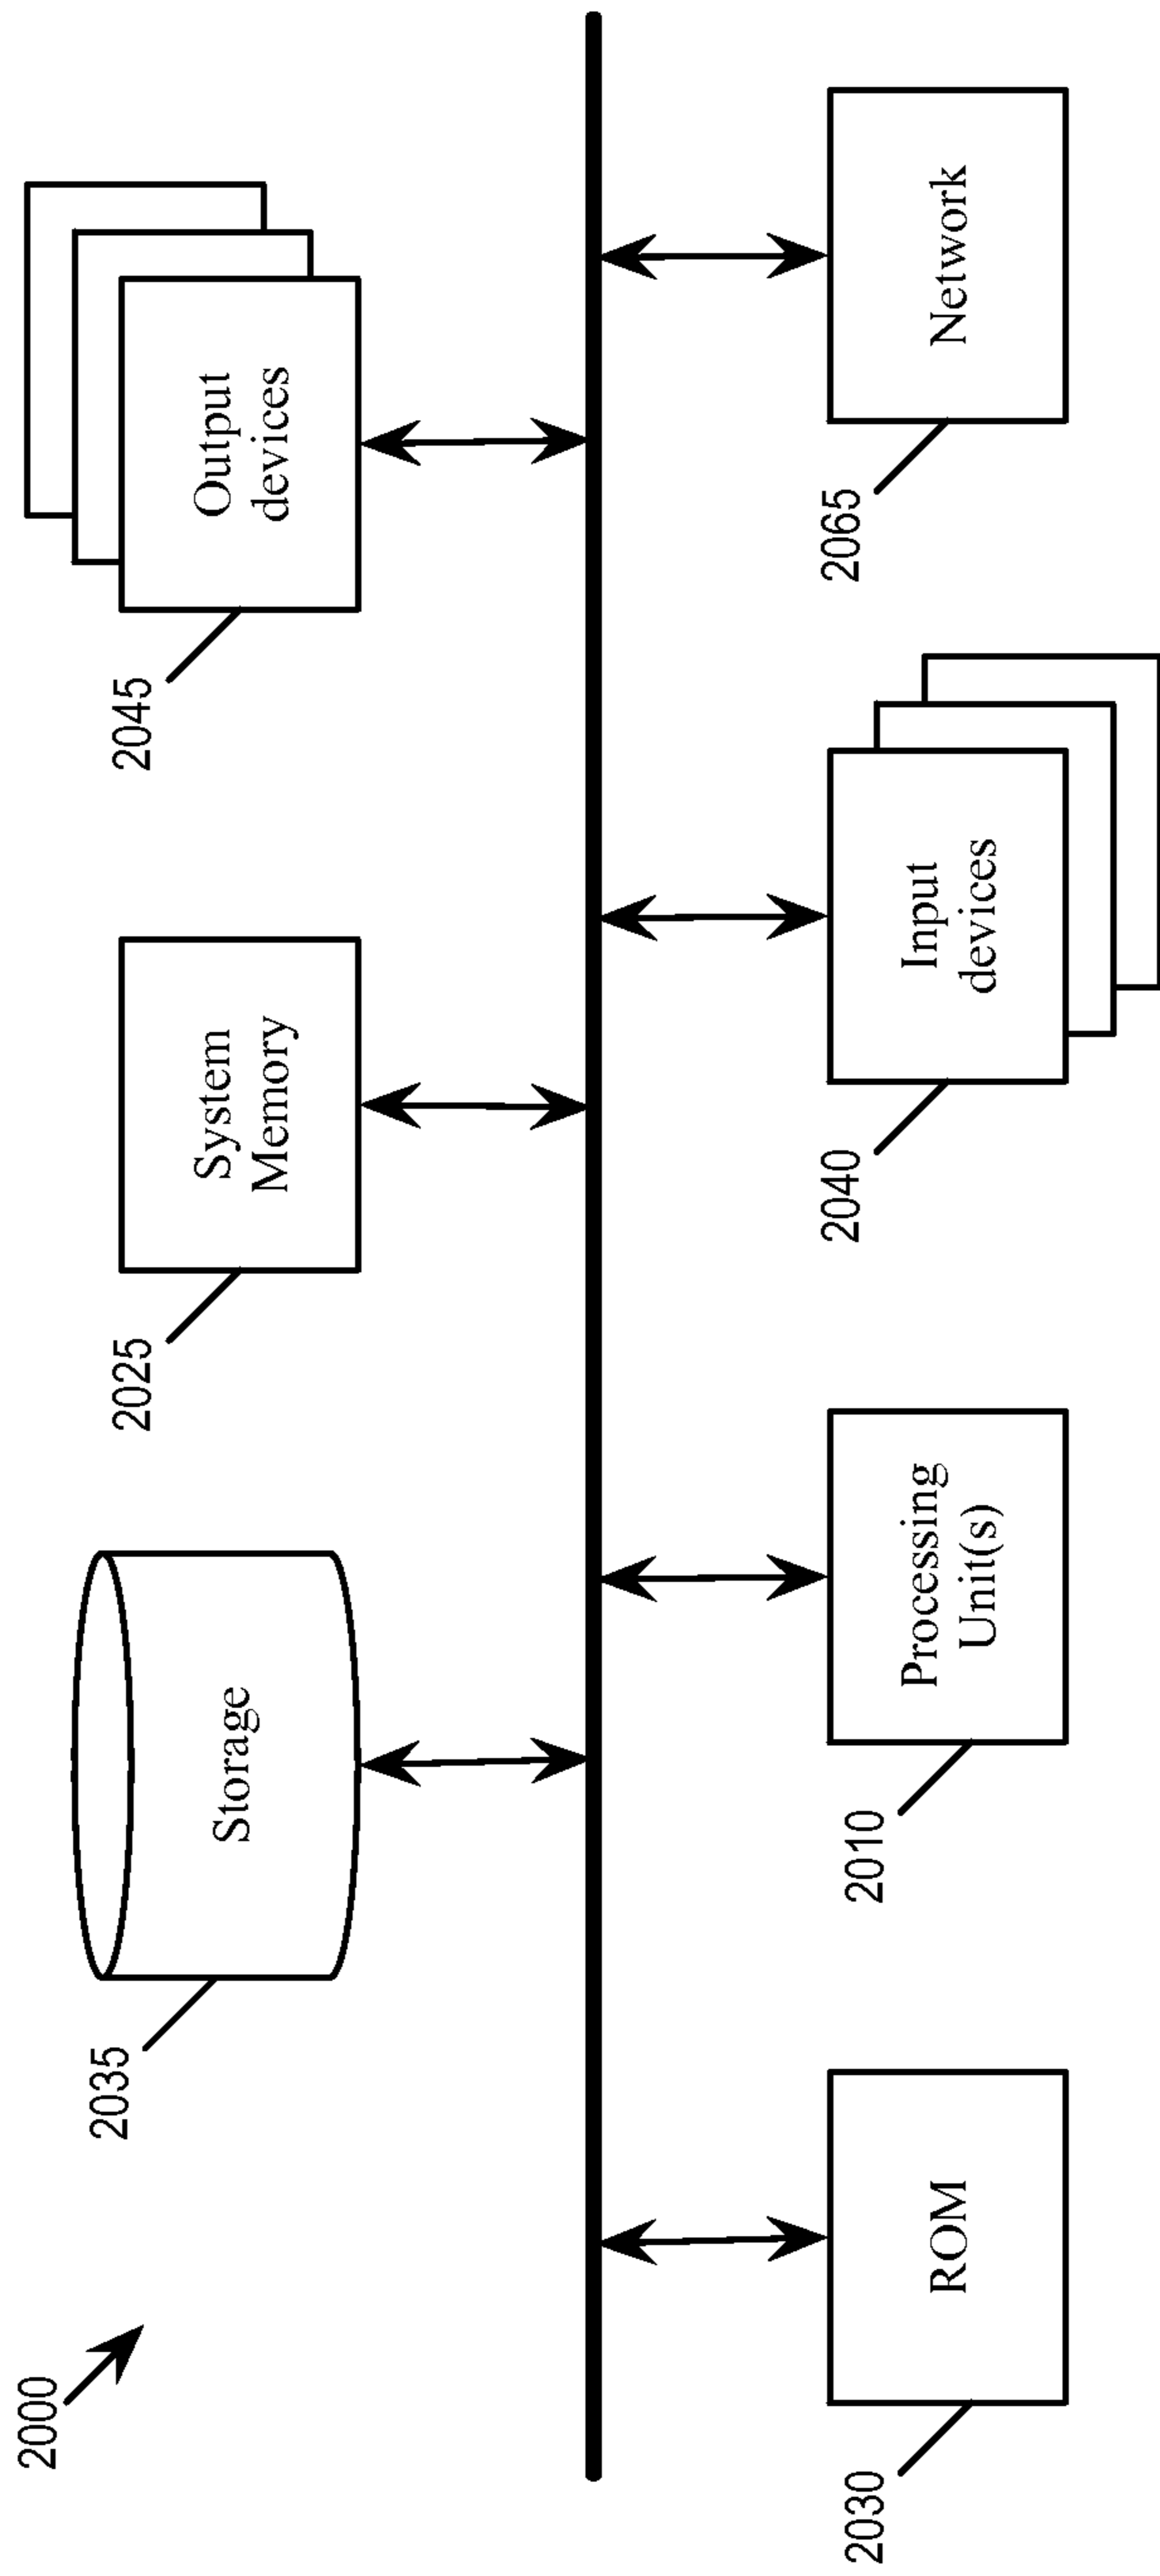 2000
2035
Storage
2025
System
Memory
2045
Output
devices
2030
ROM
2010
Processing
Unit(s)
2040
Input
devices
2065
Network